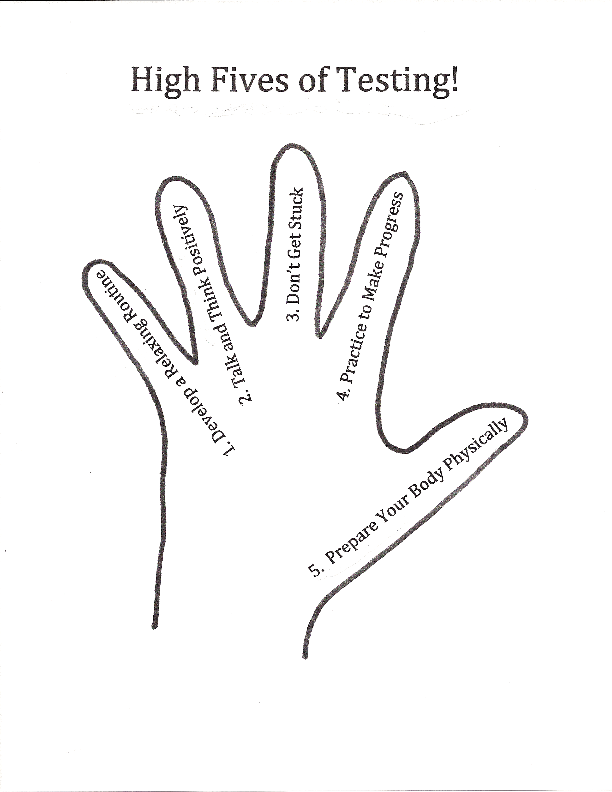 High Fives of Testing!
1. Develop a Relaxing Routine
2. Talk and Think Positively
3. Don't Get Stuck
4. Practice to Make Progress
5. Prepare Your Body Physically